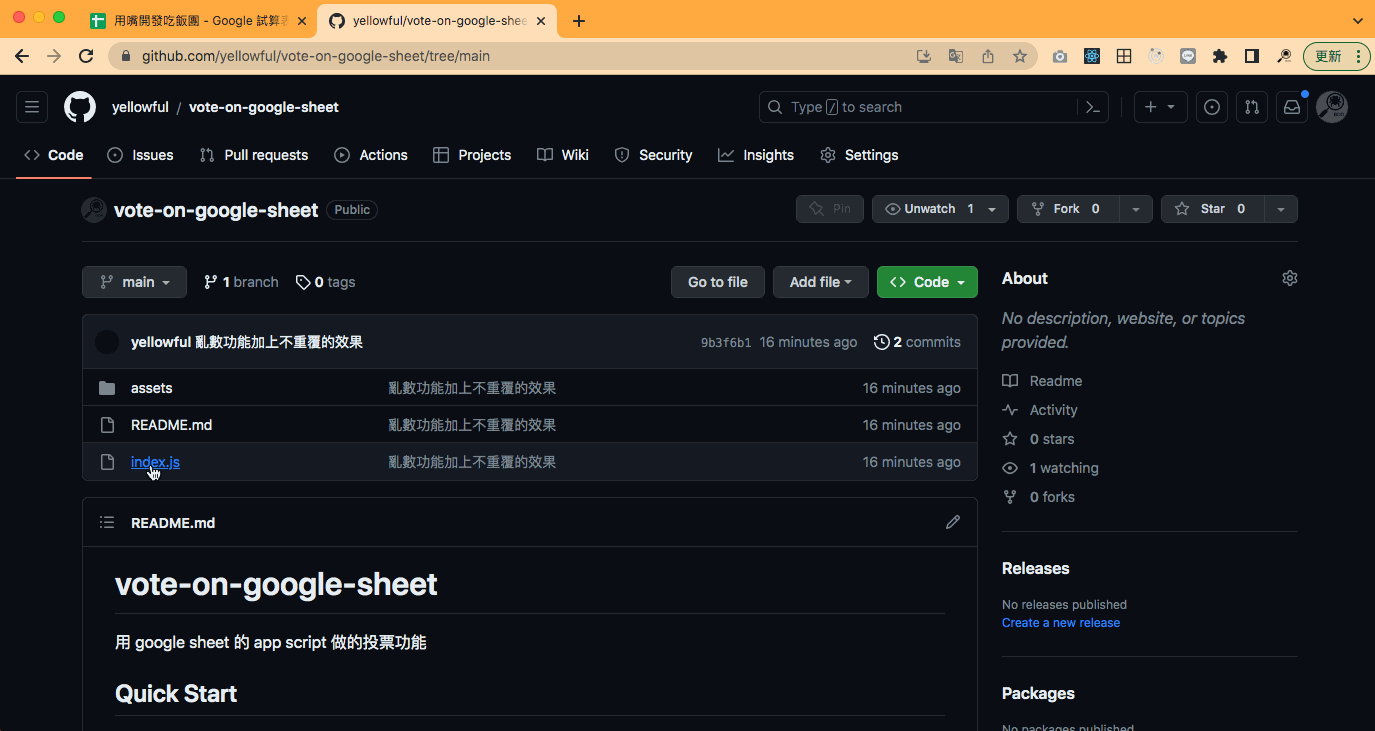 用嘴開發吃飯團 - Google 試算表
yellowful/vote-on-google-shee
github.com/yellowful/vote-on-google-sheet/tree/main
更新
yellowful / vote-on-google-sheet
Type / to search
Code Issues Pull requests Actions Projects Wiki Security Insights Settings
vote-on-google-sheet Public
Pin Unwatch 1 Fork 0 Star 0
main 1 branch 0 tags Go to file Add file Code
yellowful 亂數功能加上不重覆的效果 9b3f6b1 16 minutes ago 2 commits
assets 亂數功能加上不重覆的效果 16 minutes ago
README.md 亂數功能加上不重覆的效果 16 minutes ago
index.js 亂數功能加上不重覆的效果 16 minutes ago
README.md
vote-on-google-sheet
用 google sheet 的 app script 做的投票功能
Quick Start
About
No description, website, or topics
provided.
Readme
Activity
0 stars
1 watching
0 forks
Releases
No releases published
Create a new release
Packages
No packages published